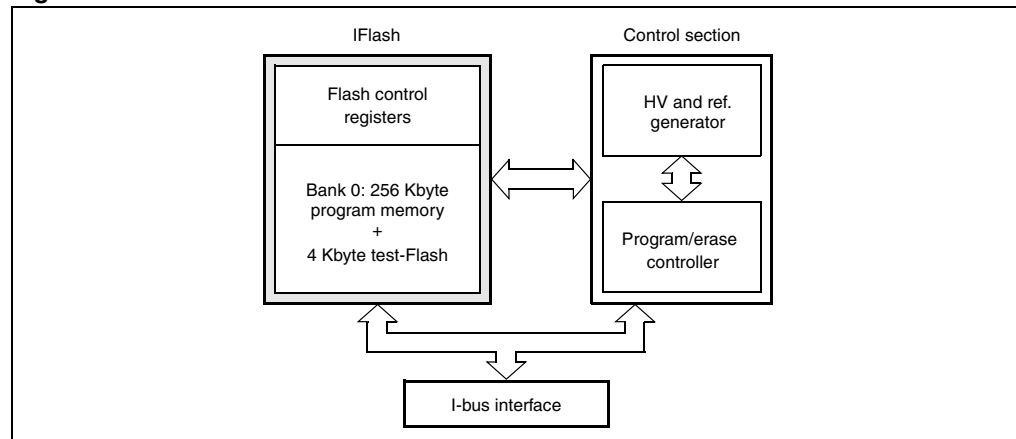 IFlash
Control section
Flash control
registers
HV and ref.
generator
Bank 0: 256 Kbyte
program memory
+
4 Kbyte test-Flash
Program/erase
controller
I-bus interface